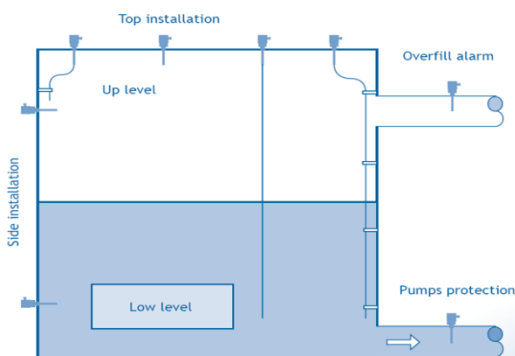 Top installation
Overfill alarm
Up level
Side installation
Low level
Pumps protection